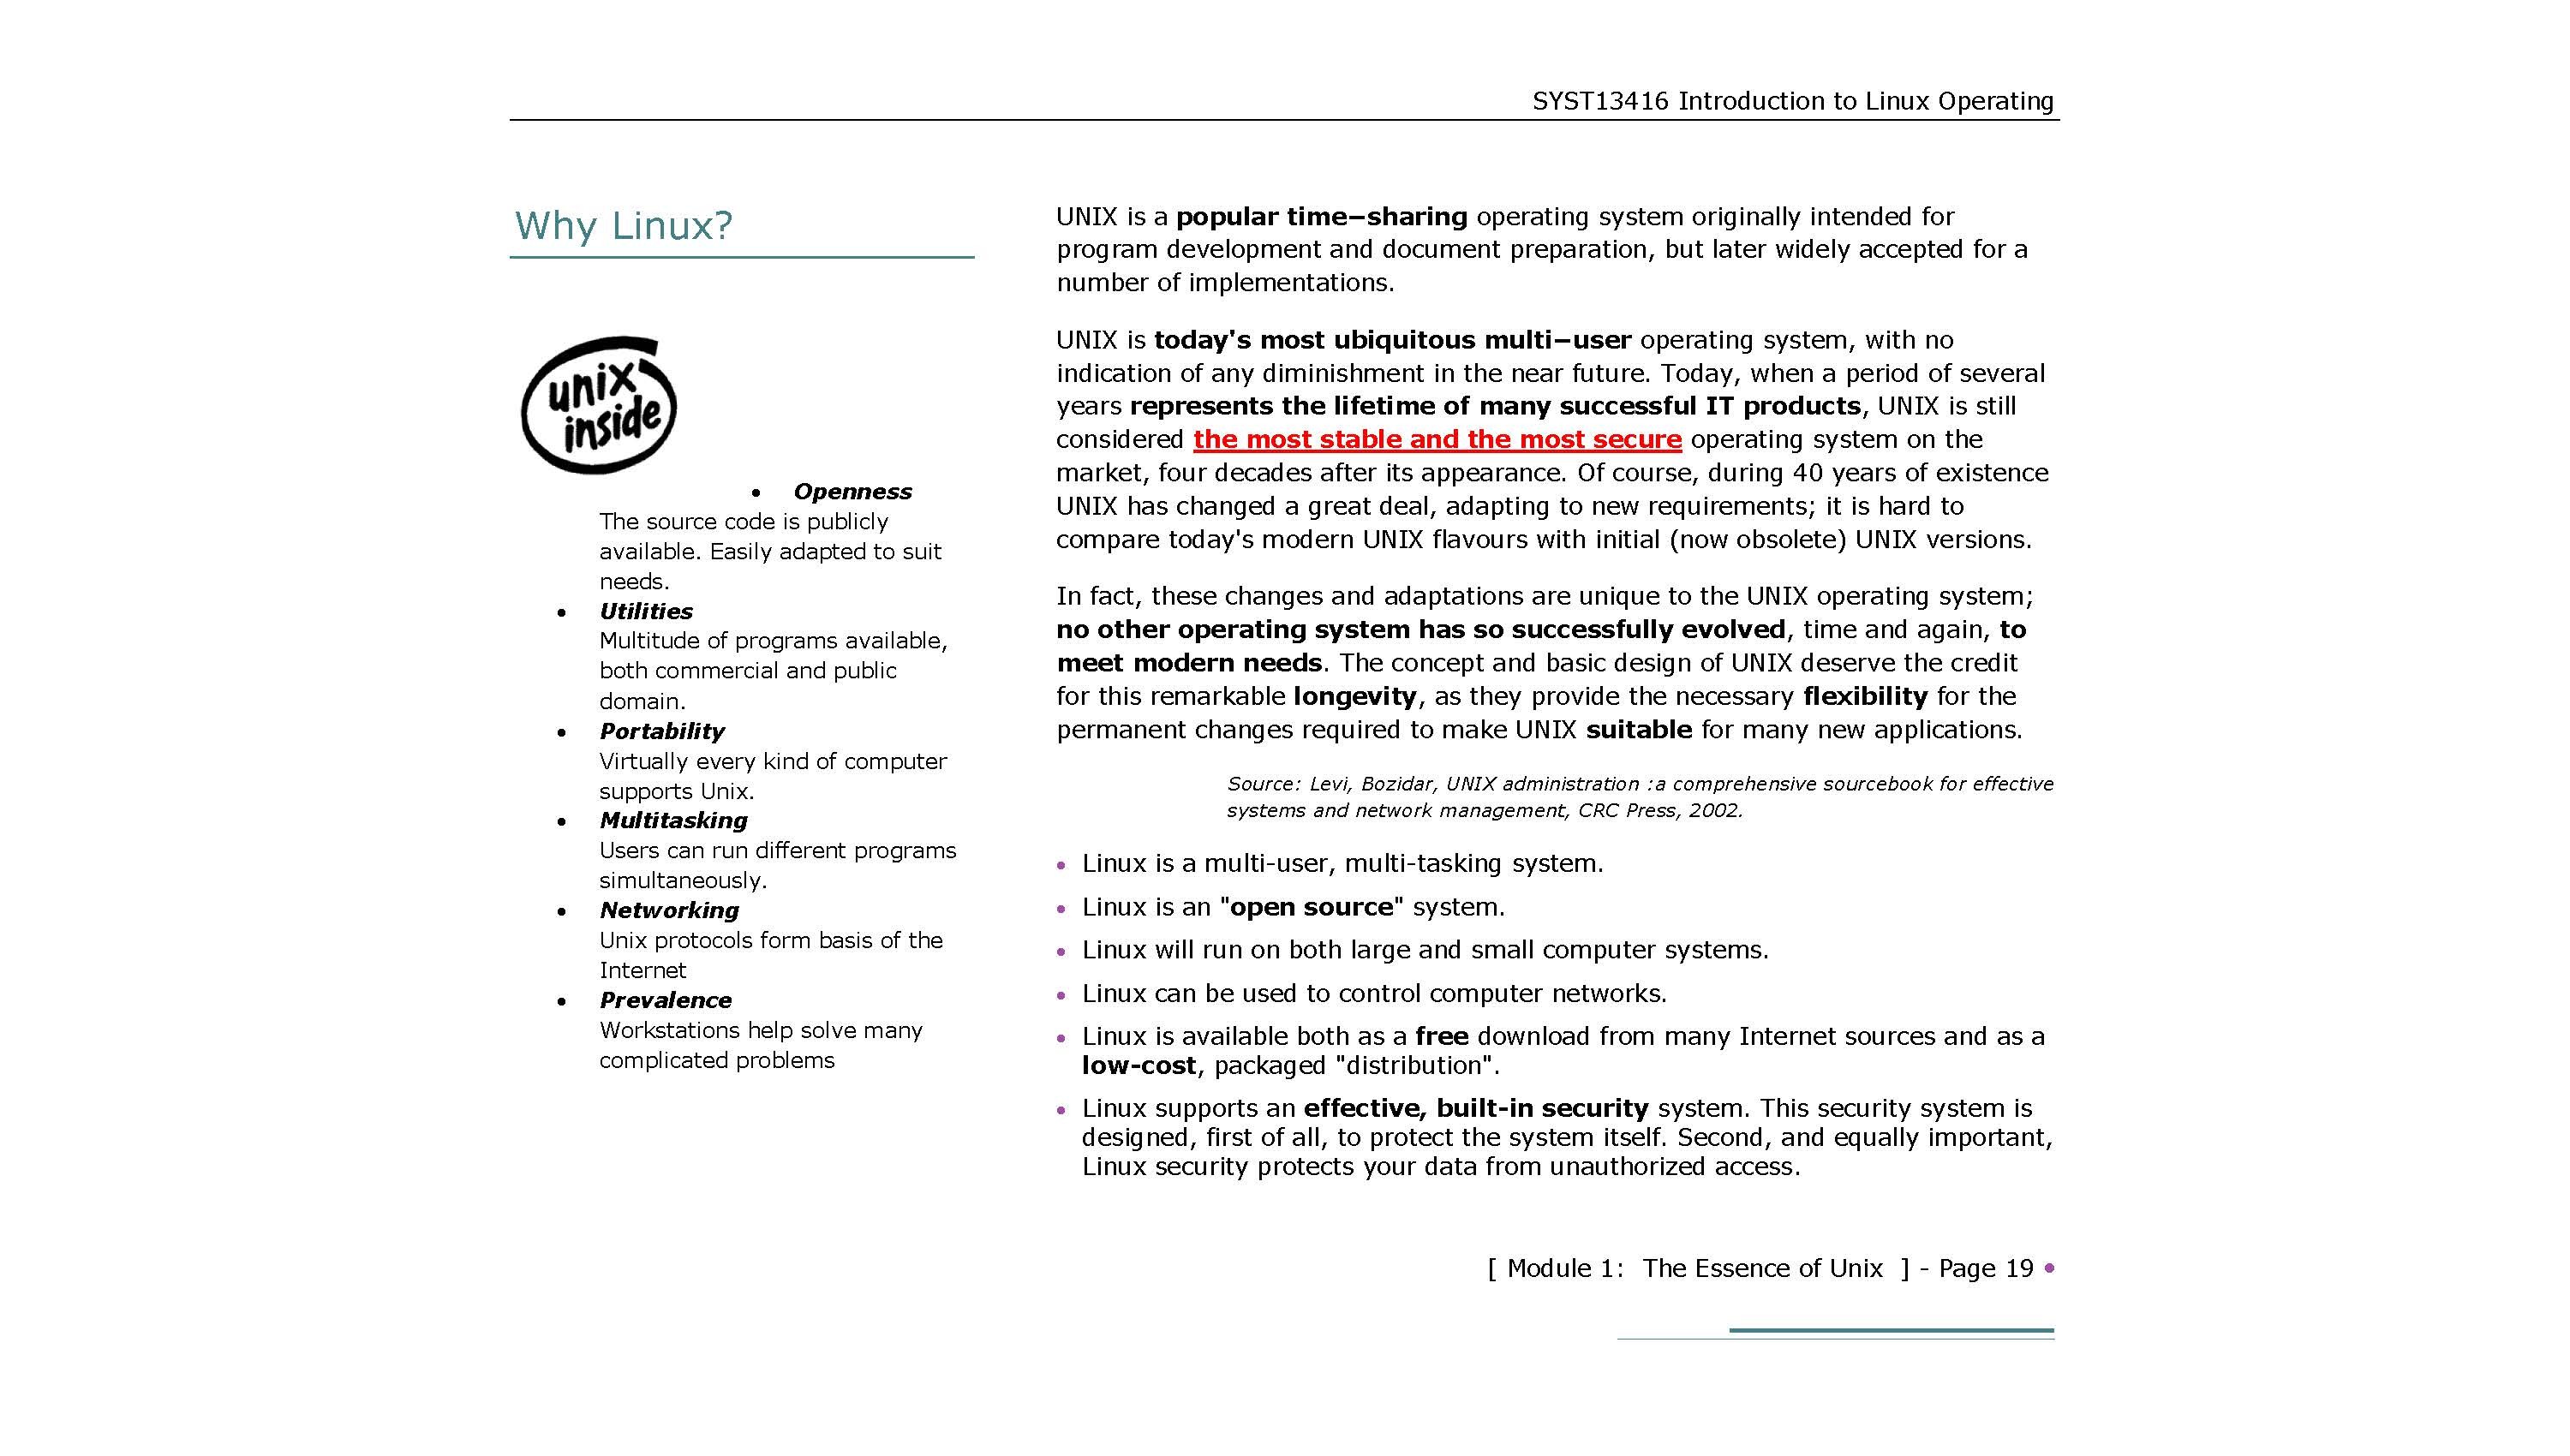 SYST13416 Introduction to Linux Operating
Why Linux?
unix
inside
• Openness
The source code is publicly
available. Easily adapted to suit
needs.
• Utilities
Multitude of programs available,
both commercial and public
domain.
• Portability
Virtually every kind of computer
supports Unix.
• Multitasking
Users can run different programs
simultaneously.
• Networking
Unix protocols form basis of the
Internet
• Prevalence
Workstations help solve many
complicated problems
UNIX is a popular time−sharing operating system originally intended for
program development and document preparation, but later widely accepted for a
number of implementations.
UNIX is today's most ubiquitous multi−user operating system, with no
indication of any diminishment in the near future. Today, when a period of several
years represents the lifetime of many successful IT products, UNIX is still
considered the most stable and the most secure operating system on the
market, four decades after its appearance. Of course, during 40 years of existence
UNIX has changed a great deal, adapting to new requirements; it is hard to
compare today's modern UNIX flavours with initial (now obsolete) UNIX versions.
In fact, these changes and adaptations are unique to the UNIX operating system;
no other operating system has so successfully evolved, time and again, to
meet modern needs. The concept and basic design of UNIX deserve the credit
for this remarkable longevity, as they provide the necessary flexibility for the
permanent changes required to make UNIX suitable for many new applications.
Source: Levi, Bozidar, UNIX administration :a comprehensive sourcebook for effective
systems and network management, CRC Press, 2002.
• Linux is a multi-user, multi-tasking system.
• Linux is an "open source" system.
• Linux will run on both large and small computer systems.
• Linux can be used to control computer networks.
• Linux is available both as a free download from many Internet sources and as a
low-cost, packaged "distribution".
• Linux supports an effective, built-in security system. This security system is
designed, first of all, to protect the system itself. Second, and equally important,
Linux security protects your data from unauthorized access.
[ Module 1: The Essence of Unix ] - Page 19 •